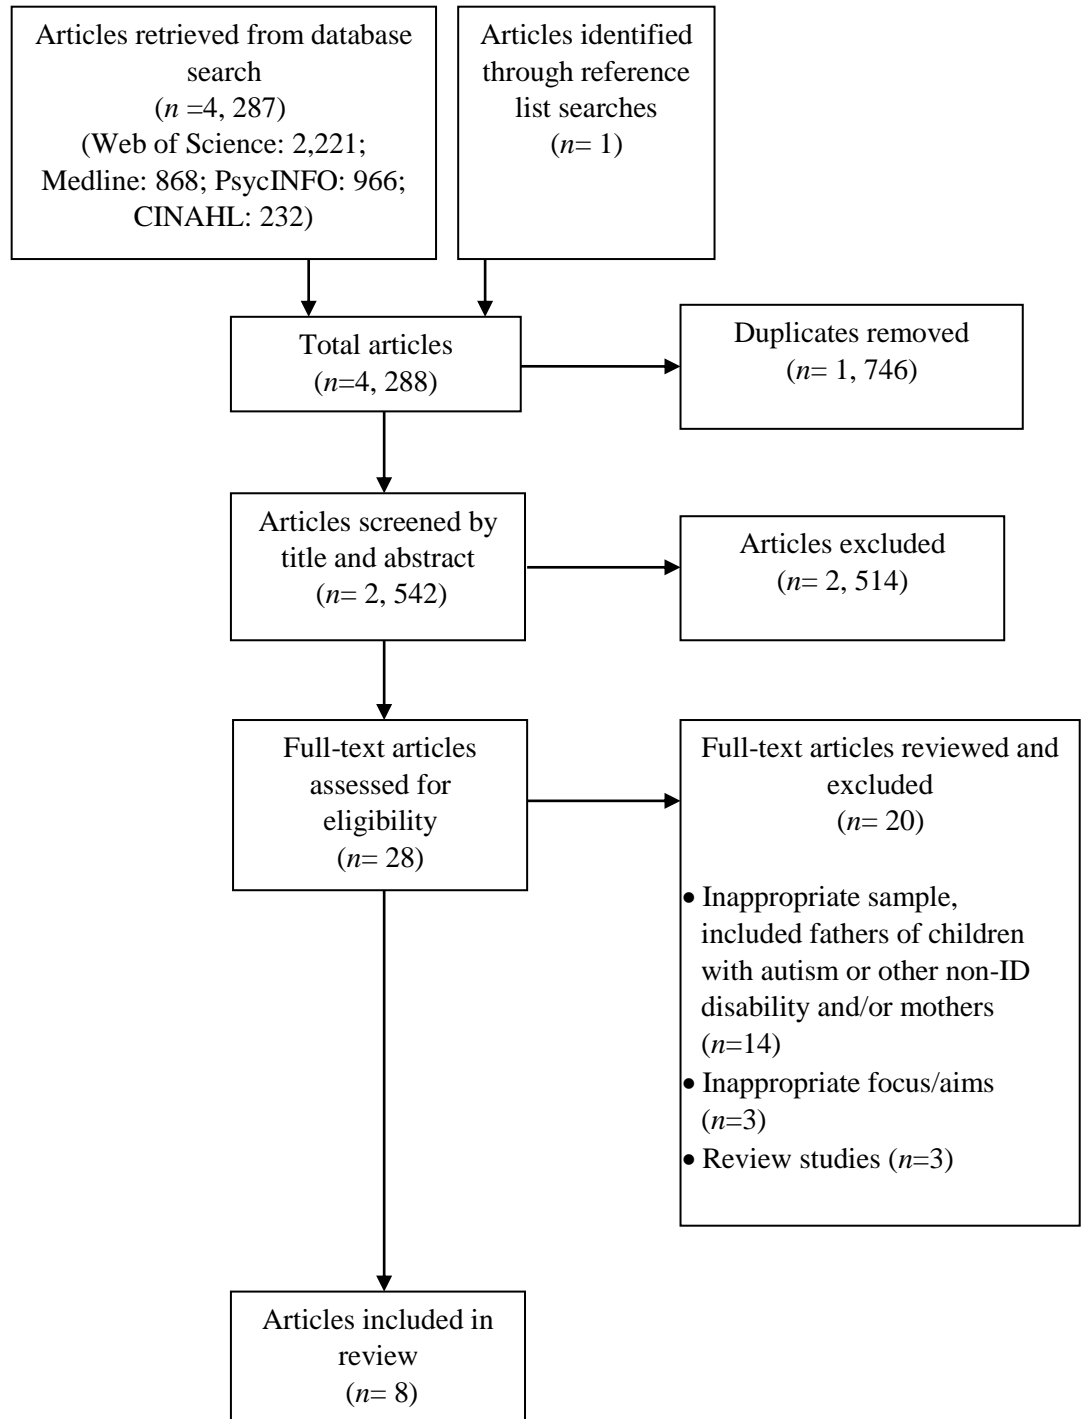 Articles retrieved from database
search
(n =4, 287)
(Web of Science: 2,221;
Medline: 868; PsycINFO: 966;
CINAHL: 232)
Articles identified
through reference
list searches
(n= 1)
Total articles
(n=4, 288)
Duplicates removed
(n= 1, 746)
Articles screened by
title and abstract
(n= 2, 542)
Articles excluded
(n= 2, 514)
Full-text articles
assessed for
eligibility
(n= 28)
Full-text articles reviewed and
excluded
(n= 20)
• Inappropriate sample,
included fathers of children
with autism or other non-ID
disability and/or mothers
(n=14)
• Inappropriate focus/aims
(n=3)
• Review studies (n=3)
Articles included in
review
(n= 8)